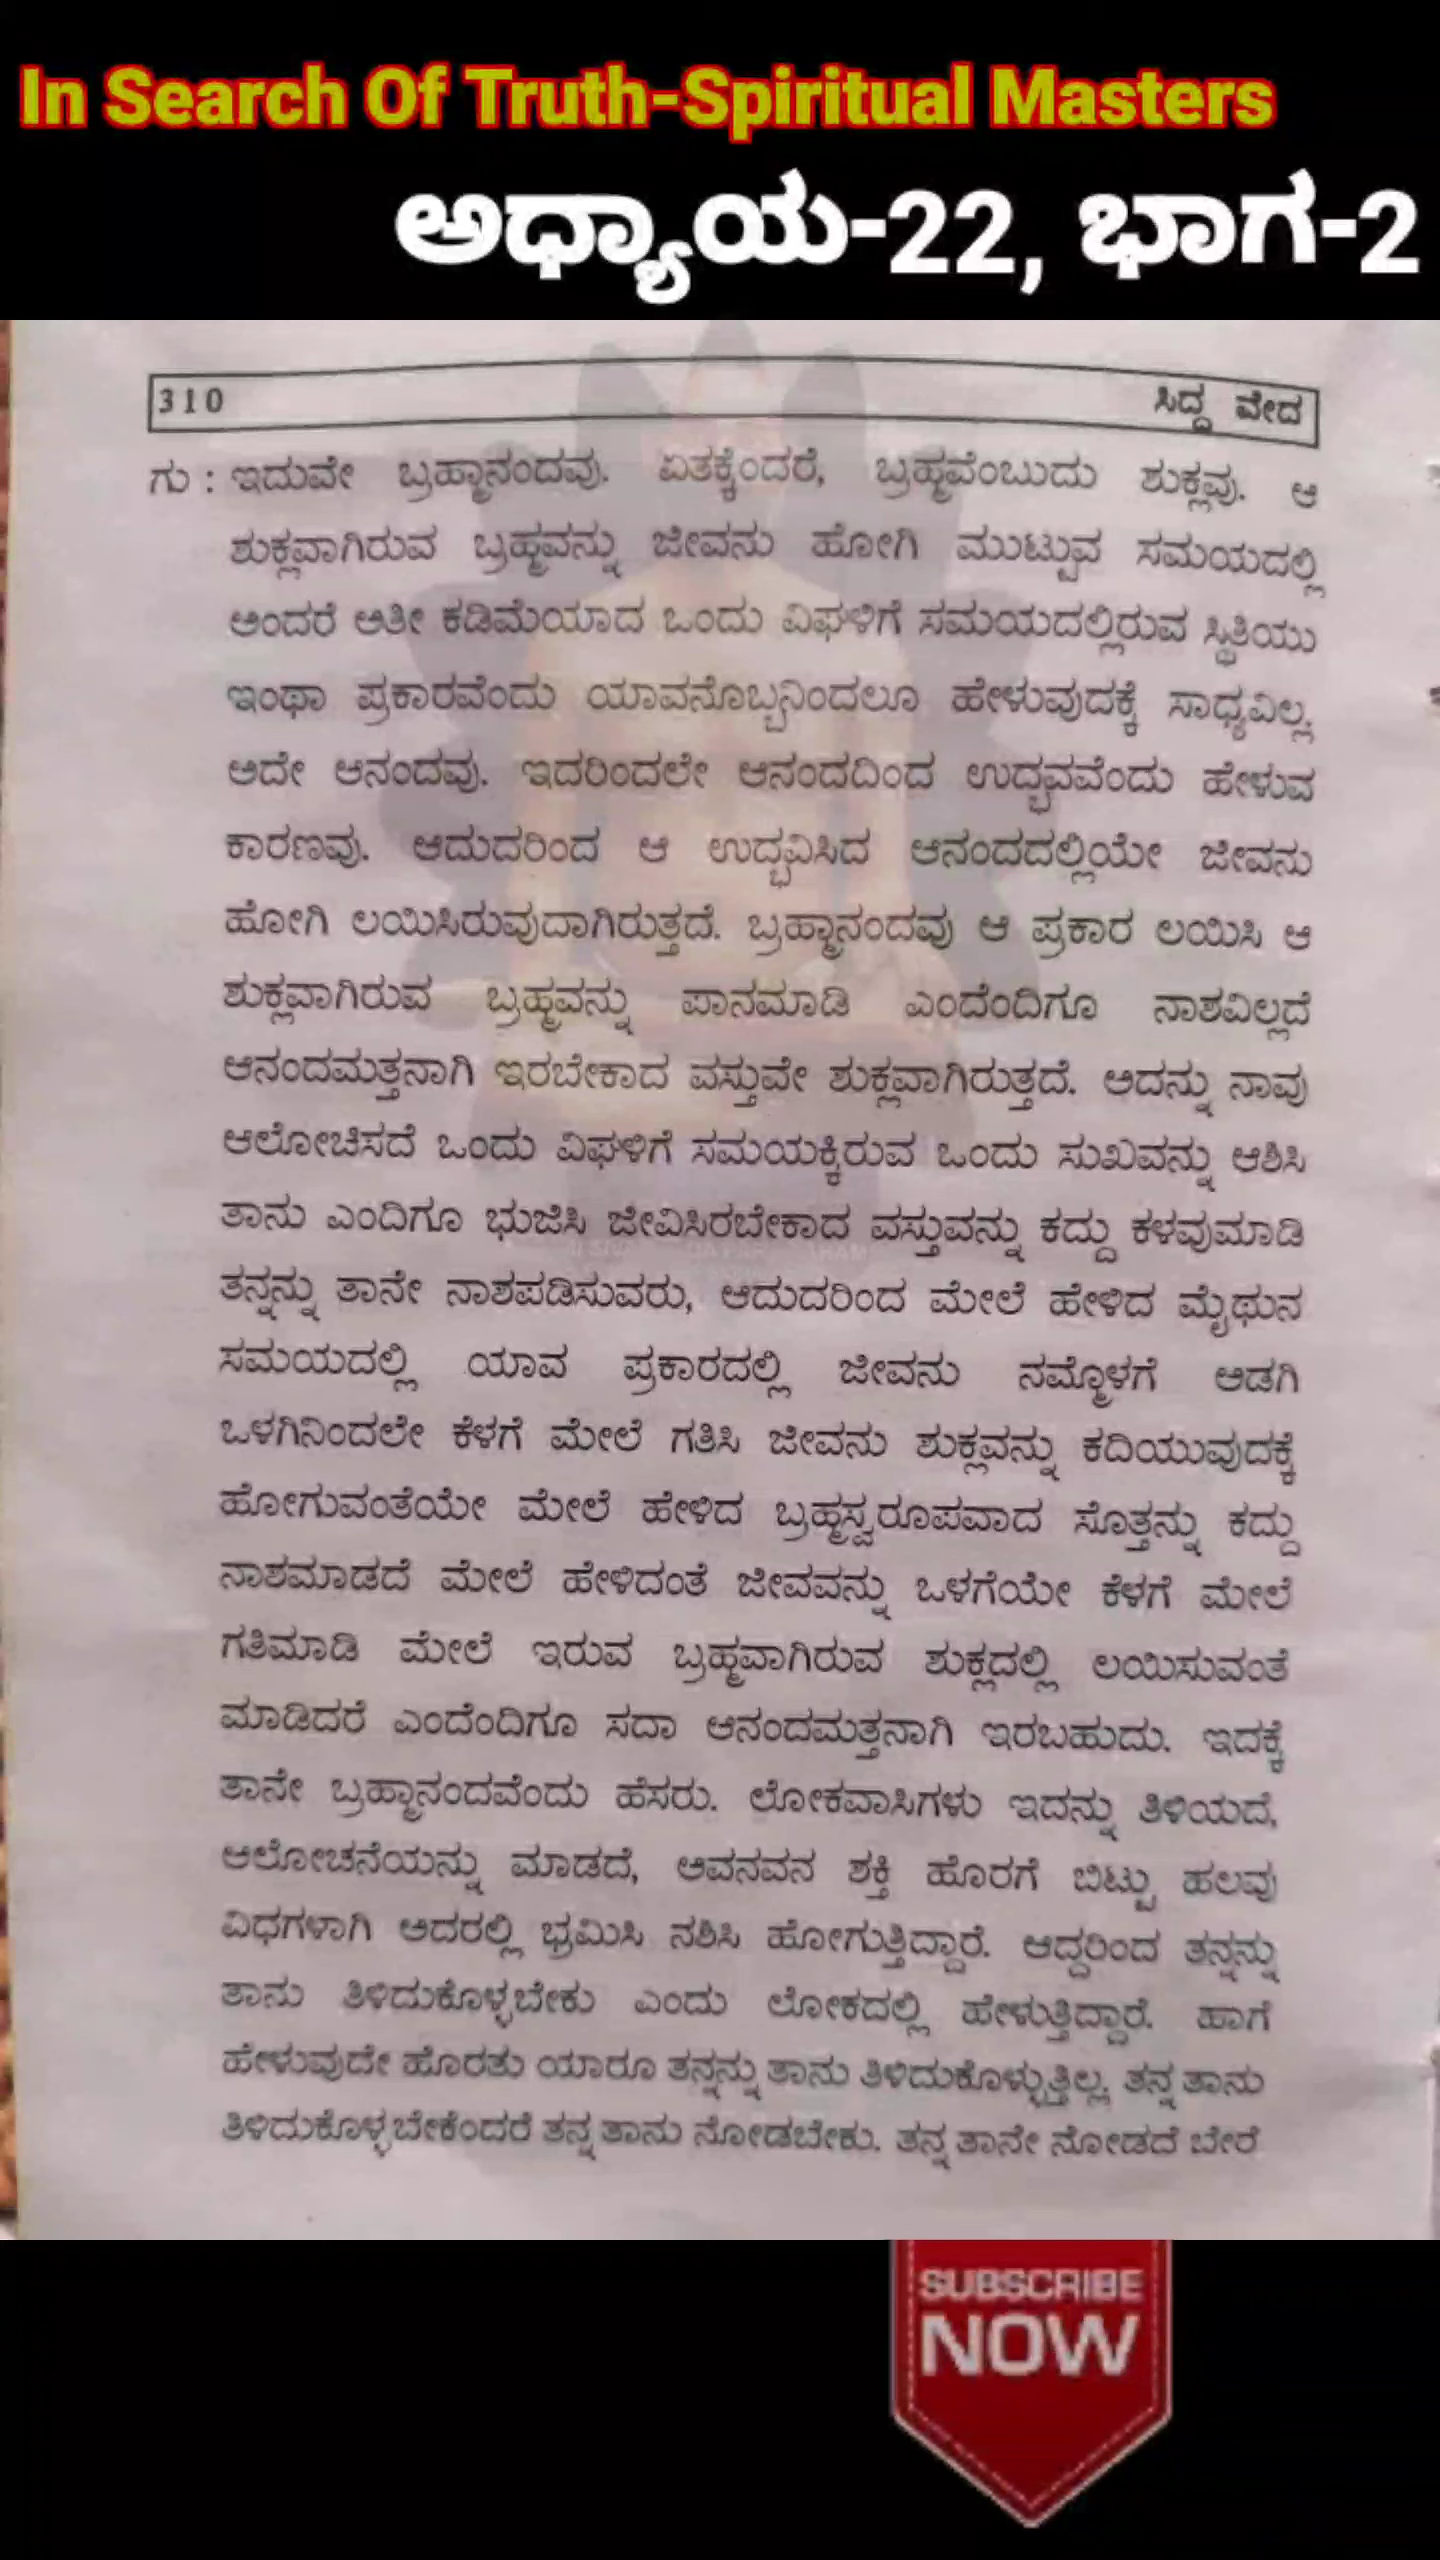 In Search Of Truth-Spiritual Masters
ಅಧ್ಯಾಯ-22, ಭಾಗ-2
310 ಸಿದ್ಧ ವೇದ
ಗು : ಇದುವೇ ಬ್ರಹ್ಮಾನಂದವು. ಏತಕ್ಕೆಂದರೆ, ಬ್ರಹ್ಮವೆಂಬುದು ಶುಕ್ಲವು. ಆ
ಶುಕ್ಲವಾಗಿರುವ ಬ್ರಹ್ಮವನ್ನು ಜೀವನು ಹೋಗಿ ಮುಟ್ಟುವ ಸಮಯದಲ್ಲಿ
ಅಂದರೆ ಅತೀ ಕಡಿಮೆಯಾದ ಒಂದು ವಿಘಳಿಗೆ ಸಮಯದಲ್ಲಿರುವ ಸ್ಥಿತಿಯು
ಇಂಥಾ ಪ್ರಕಾರವೆಂದು ಯಾವನೊಬ್ಬನಿಂದಲೂ ಹೇಳುವುದಕ್ಕೆ ಸಾಧ್ಯವಿಲ್ಲ.
ಅದೇ ಆನಂದವು. ಇದರಿಂದಲೇ ಆನಂದದಿಂದ ಉದ್ಭವವೆಂದು ಹೇಳುವ
ಕಾರಣವು. ಆದುದರಿಂದ ಆ ಉದ್ಭವಿಸಿದ ಆನಂದದಲ್ಲಿಯೇ ಜೀವನು
ಹೋಗಿ ಲಯಿಸಿರುವುದಾಗಿರುತ್ತದೆ. ಬ್ರಹ್ಮಾನಂದವು ಆ ಪ್ರಕಾರ ಲಯಿಸಿ ಆ
ಶುಕ್ಲವಾಗಿರುವ ಬ್ರಹ್ಮವನ್ನು ಪಾನಮಾಡಿ ಎಂದೆಂದಿಗೂ ನಾಶವಿಲ್ಲದೆ
ಆನಂದಮತ್ತನಾಗಿ ಇರಬೇಕಾದ ವಸ್ತುವೇ ಶುಕ್ಲವಾಗಿರುತ್ತದೆ. ಅದನ್ನು ನಾವು
ಆಲೋಚಿಸದೆ ಒಂದು ವಿಘಳಿಗೆ ಸಮಯಕ್ಕಿರುವ ಒಂದು ಸುಖವನ್ನು ಆಶಿಸಿ
ತಾನು ಎಂದಿಗೂ ಭುಜಿಸಿ ಜೀವಿಸಿರಬೇಕಾದ ವಸ್ತುವನ್ನು ಕದ್ದು ಕಳವುಮಾಡಿ
ತನ್ನನ್ನು ತಾನೇ ನಾಶಪಡಿಸುವರು, ಆದುದರಿಂದ ಮೇಲೆ ಹೇಳಿದ ಮೈಥುನ
ಸಮಯದಲ್ಲಿ ಯಾವ ಪ್ರಕಾರದಲ್ಲಿ ಜೀವನು ನಮ್ಮೊಳಗೆ ಅಡಗಿ
ಒಳಗಿನಿಂದಲೇ ಕೆಳಗೆ ಮೇಲೆ ಗತಿಸಿ ಜೀವನು ಶುಕ್ಲವನ್ನು ಕದಿಯುವುದಕ್ಕೆ
ಹೋಗುವಂತೆಯೇ ಮೇಲೆ ಹೇಳಿದ ಬ್ರಹ್ಮಸ್ವರೂಪವಾದ ಸೊತ್ತನ್ನು ಕದ್ದು
ನಾಶಮಾಡದೆ ಮೇಲೆ ಹೇಳಿದಂತೆ ಜೀವವನ್ನು ಒಳಗೆಯೇ ಕೆಳಗೆ ಮೇಲೆ
ಗತಿಮಾಡಿ ಮೇಲೆ ಇರುವ ಬ್ರಹ್ಮವಾಗಿರುವ ಶುಕ್ಲದಲ್ಲಿ ಲಯಿಸುವಂತೆ
ಮಾಡಿದರೆ ಎಂದೆಂದಿಗೂ ಸದಾ ಆನಂದಮತ್ತನಾಗಿ ಇರಬಹುದು. ಇದಕ್ಕೆ
ತಾನೇ ಬ್ರಹ್ಮಾನಂದವೆಂದು ಹೆಸರು. ಲೋಕವಾಸಿಗಳು ಇದನ್ನು ತಿಳಿಯದೆ,
ಆಲೋಚನೆಯನ್ನು ಮಾಡದೆ, ಅವನವನ ಶಕ್ತಿ ಹೊರಗೆ ಬಿಟ್ಟು ಹಲವು
ವಿಧಗಳಾಗಿ ಅದರಲ್ಲಿ ಭ್ರಮಿಸಿ ನಶಿಸಿ ಹೋಗುತ್ತಿದ್ದಾರೆ. ಆದ್ದರಿಂದ ತನ್ನನ್ನು
ತಾನು ತಿಳಿದುಕೊಳ್ಳಬೇಕು ಎಂದು ಲೋಕದಲ್ಲಿ ಹೇಳುತ್ತಿದ್ದಾರೆ. ಹಾಗೆ
ಹೇಳುವುದೇ ಹೊರತು ಯಾರೂ ತನ್ನನ್ನು ತಾನು ತಿಳಿದುಕೊಳ್ಳುತ್ತಿಲ್ಲ. ತನ್ನ ತಾನು
ತಿಳಿದುಕೊಳ್ಳಬೇಕೆಂದರೆ ತನ್ನ ತಾನು ನೋಡಬೇಕು. ತನ್ನ ತಾನೇ ನೋಡದೆ ಬೇರೆ
SUBSCRIBE
NOW